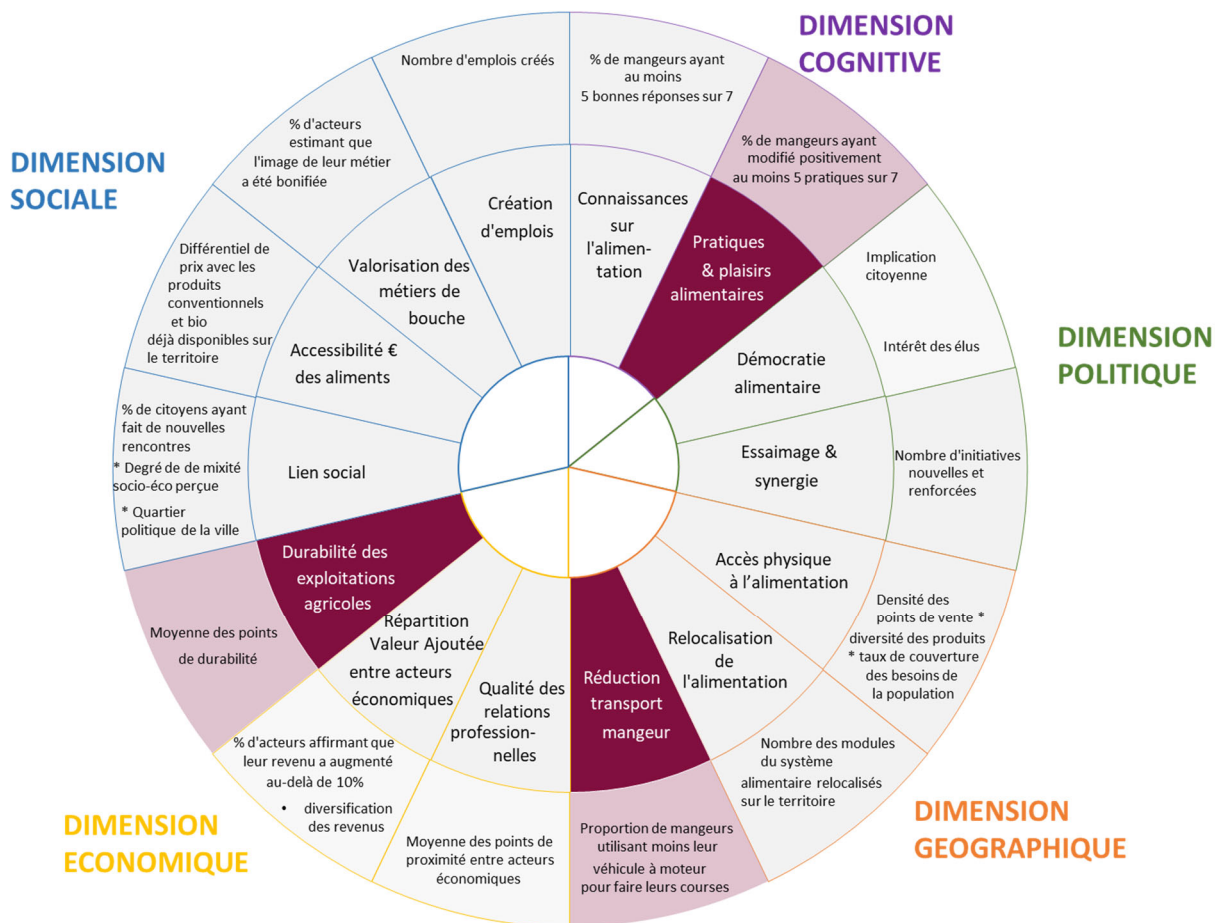 DIMENSION
COGNITIVE
Nombre d'emplois créés
% de mangeurs ayant
au moins
5 bonnes réponses sur 7
% de mangeurs ayant
modifié positivement
au moins 5 pratiques sur 7
Création
d'emplois
Connaissances
sur
l'alimen-
tation
Pratiques
& plaisirs
alimentaires
DIMENSION
POLITIQUE
Implication
citoyenne
Intérêt des élus
Démocratie
alimentaire
Nombre d'initiatives
nouvelles et
renforcées
Essaimage &
synergie
DIMENSION
GEOGRAPHIQUE
Accès physique
à l’alimentation
Densité des
points de vente *
diversité des produits
* taux de couverture
des besoins de
la population
Relocalisation
de
l'alimentation
Nombre des modules
du système
alimentaire relocalisés
sur le territoire
Réduction
transport
mangeur
Proportion de mangeurs
utilisant moins leur
véhicule à moteur
pour faire leurs courses
DIMENSION
ECONOMIQUE
Qualité des
relations
profession-
nelles
Moyenne des points de
proximité entre acteurs
économiques
Répartition
Valeur Ajoutée
entre acteurs
économiques
% d'acteurs affirmant que
leur revenu a augmenté
au-delà de 10%
• diversification
des revenus
Durabilité des
exploitations
agricoles
Moyenne des points
de durabilité
DIMENSION
SOCIALE
Lien social
% de citoyens ayant
fait de nouvelles
rencontres
* Degré de de mixité
socio-éco perçue
* Quartier
politique de la ville
Accessibilité €
des aliments
Différentiel de
prix avec les
produits
conventionnels
et bio
déjà disponibles sur
le territoire
Valorisation des
métiers de
bouche
% d'acteurs
estimant que
l'image de leur métier
a été bonifiée